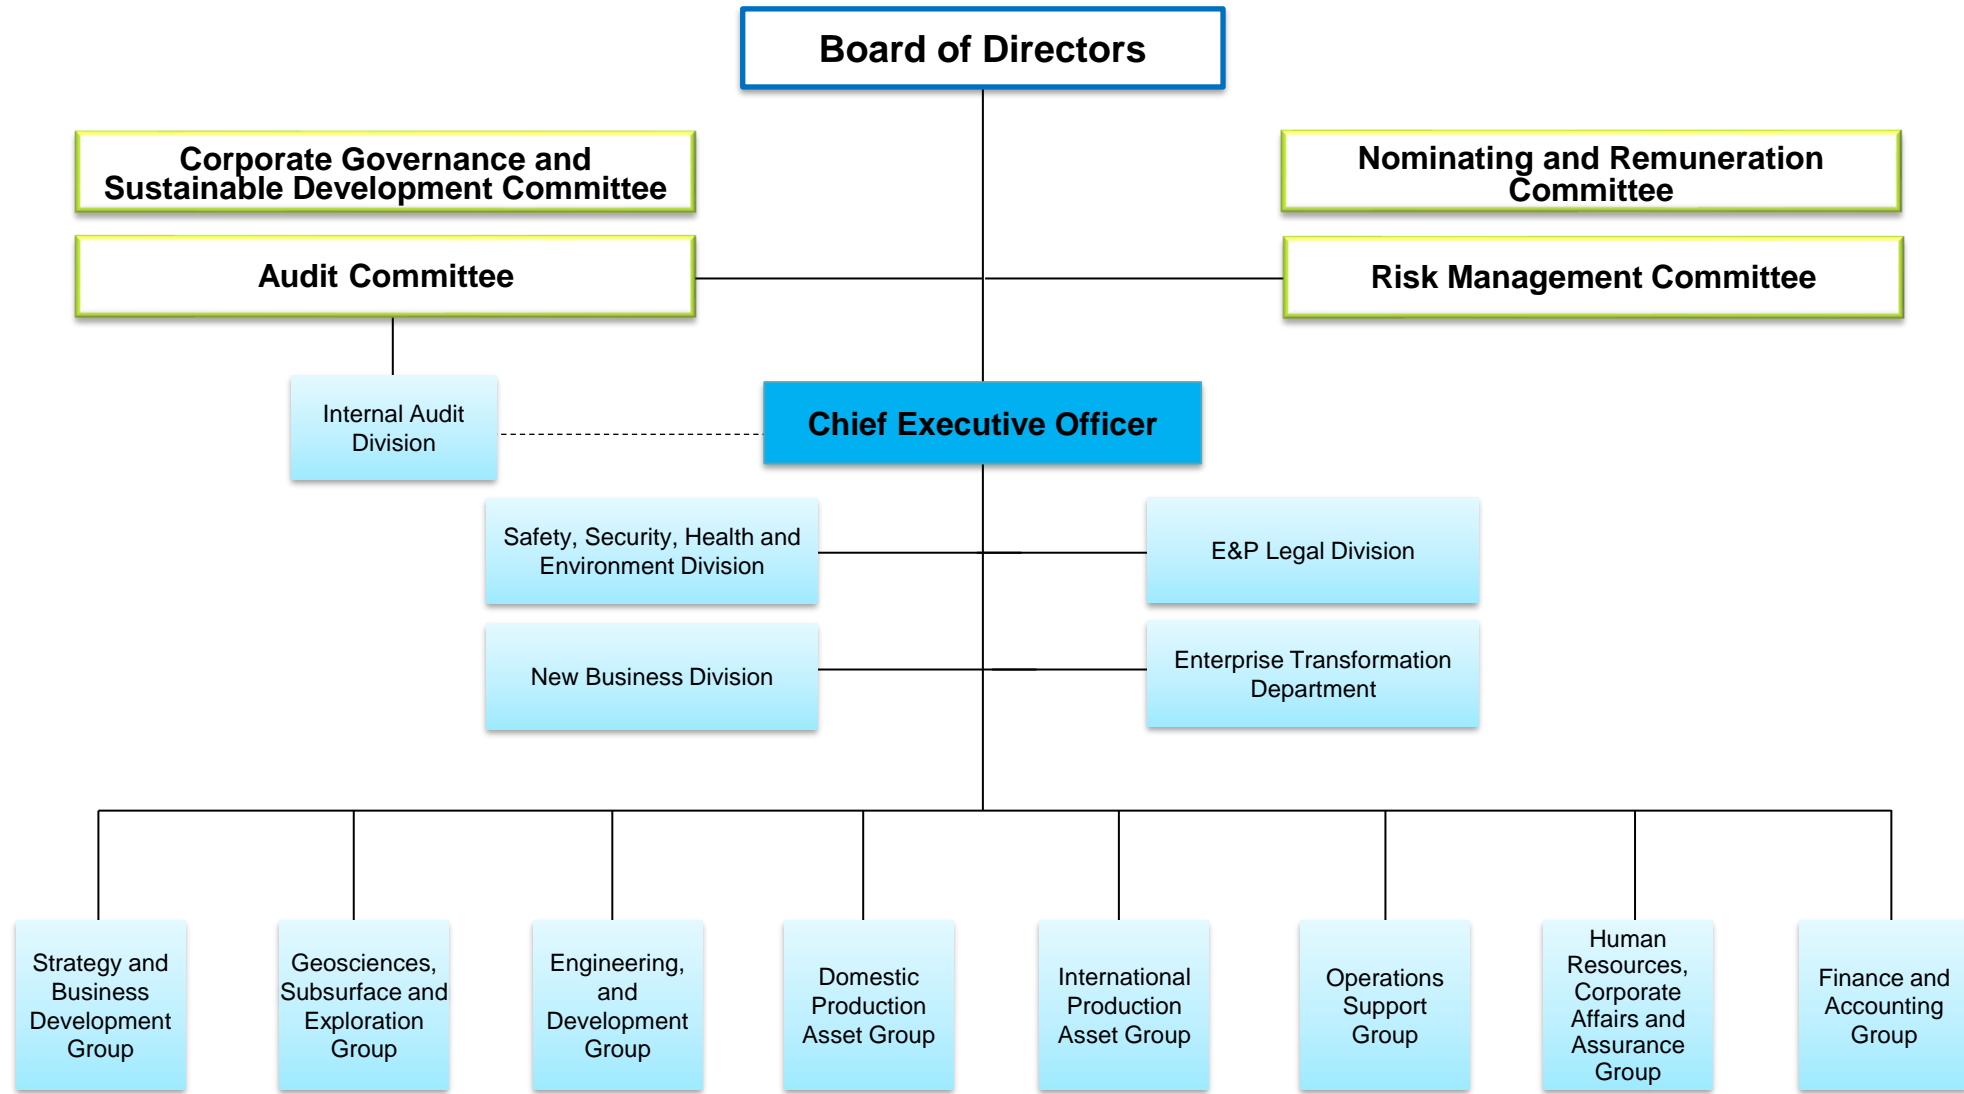 Board of Directors
Corporate Governance and
Sustainable Development Committee
Nominating and Remuneration
Committee
Audit Committee
Risk Management Committee
Internal Audit
Division
Chief Executive Officer
Safety, Security, Health and
Environment Division
E&P Legal Division
New Business Division
Enterprise Transformation
Department
Strategy and
Business
Development
Group
Geosciences,
Subsurface and
Exploration
Group
Engineering,
and
Development
Group
Domestic
Production
Asset Group
International
Production
Asset Group
Operations
Support
Group
Human
Resources,
Corporate
Affairs and
Assurance
Group
Finance and
Accounting
Group